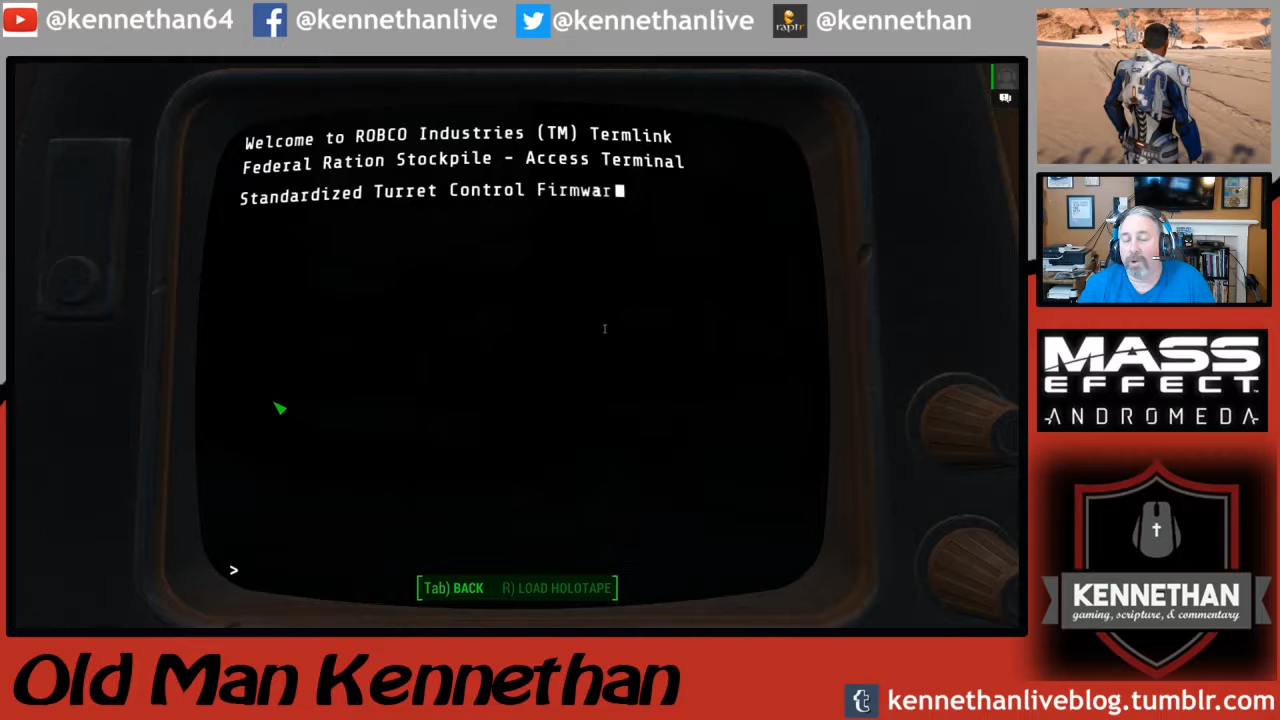 @kennethan64
@kennethanlive
@kennethanlive
raptr
@kennethan
Welcome to ROBCO Industries (TM) Termlink
Federal Ration Stockpile - Access Terminal
Standardized Turret Control Firmwar
>
Tab) BACK R) LOAD HOLOTAPE
MASS
EFFECT
ANDROMEDA
KENNETHAN
gaming, scripture, & commentary
Old Man Kennethan
t kennethanliveblog.tumblr.com